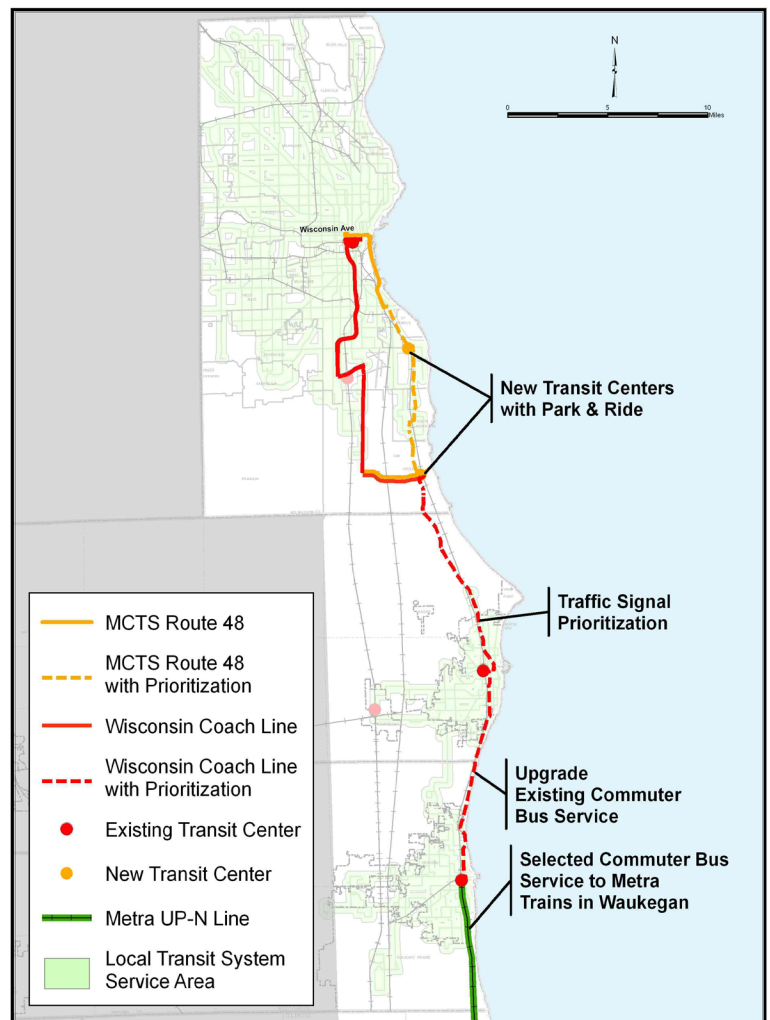 N
0
5
10
Miles
Wisconsin Ave
New Transit Centers
with Park & Ride
Traffic Signal
Prioritization
Upgrade
Existing Commuter
Bus Service
Selected Commuter Bus
Service to Metra
Trains in Waukegan
MCTS Route 48
MCTS Route 48
with Prioritization
Wisconsin Coach Line
Wisconsin Coach Line
with Prioritization
Existing Transit Center
New Transit Center
Metra UP-N Line
Local Transit System
Service Area